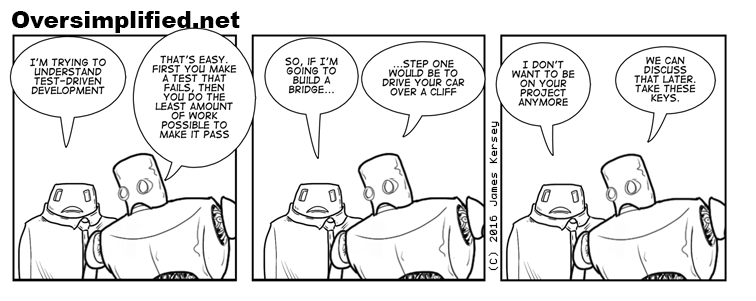 Oversimplified.net
I'M TRYING TO
UNDERSTAND
TEST-DRIVEN
DEVELOPMENT
THAT'S EASY.
FIRST YOU MAKE
A TEST THAT
FAILS, THEN
YOU DO THE
LEAST AMOUNT
OF WORK
POSSIBLE TO
MAKE IT PASS
SO, IF I'M
GOING TO
BUILD A
BRIDGE...
...STEP ONE
WOULD BE TO
DRIVE YOUR CAR
OVER A CLIFF
(C) 2016 James Kersey
I DON'T
WANT TO BE
ON YOUR
PROJECT
ANYMORE
WE CAN
DISCUSS
THAT LATER.
TAKE THESE
KEYS.